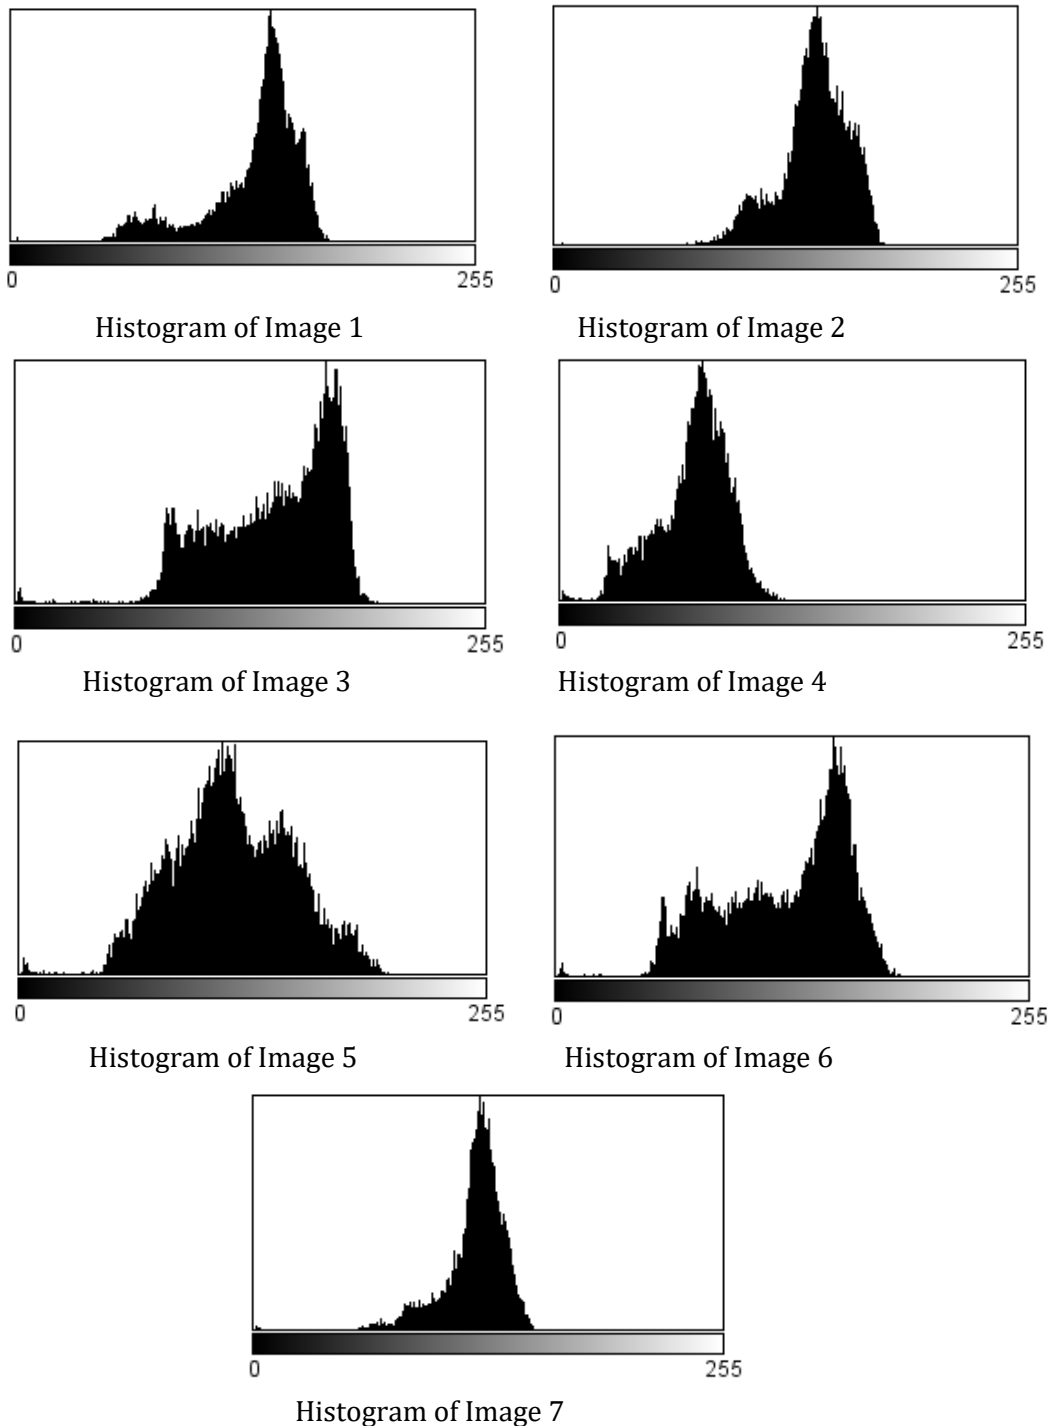 0 255 0 255
Histogram of Image 1 Histogram of Image 2
0 255 0 255
Histogram of Image 3 Histogram of Image 4
0 255 0 255
Histogram of Image 5 Histogram of Image 6
0 255
Histogram of Image 7